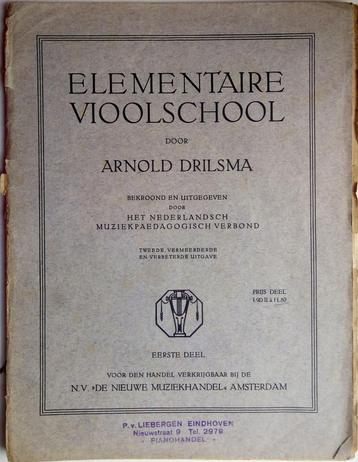 ELEMENTAIRE
VIOOLSCHOOL
DOOR
ARNOLD DRILSMA
BEKROOND EN UITGEGEVEN
DOOR
HET NEDERLANDSCH
MUZIEKPAEDAGOGISCH VERBOND
TWEEDE, VERMEERDERDE
EN VERBETERDE UITGAVE
PRIJS DEEL
EERSTE DEEL
VOOR DEN HANDEL VERKRIJGBAAR BIJ DE
N.V. »DE NIEUWE MUZIEKHANDEL« AMSTERDAM
P. v. LIEBERGEN EINDHOVEN
Nieuwstraat 9 Tel. 2979
- PIANOHANDEL -